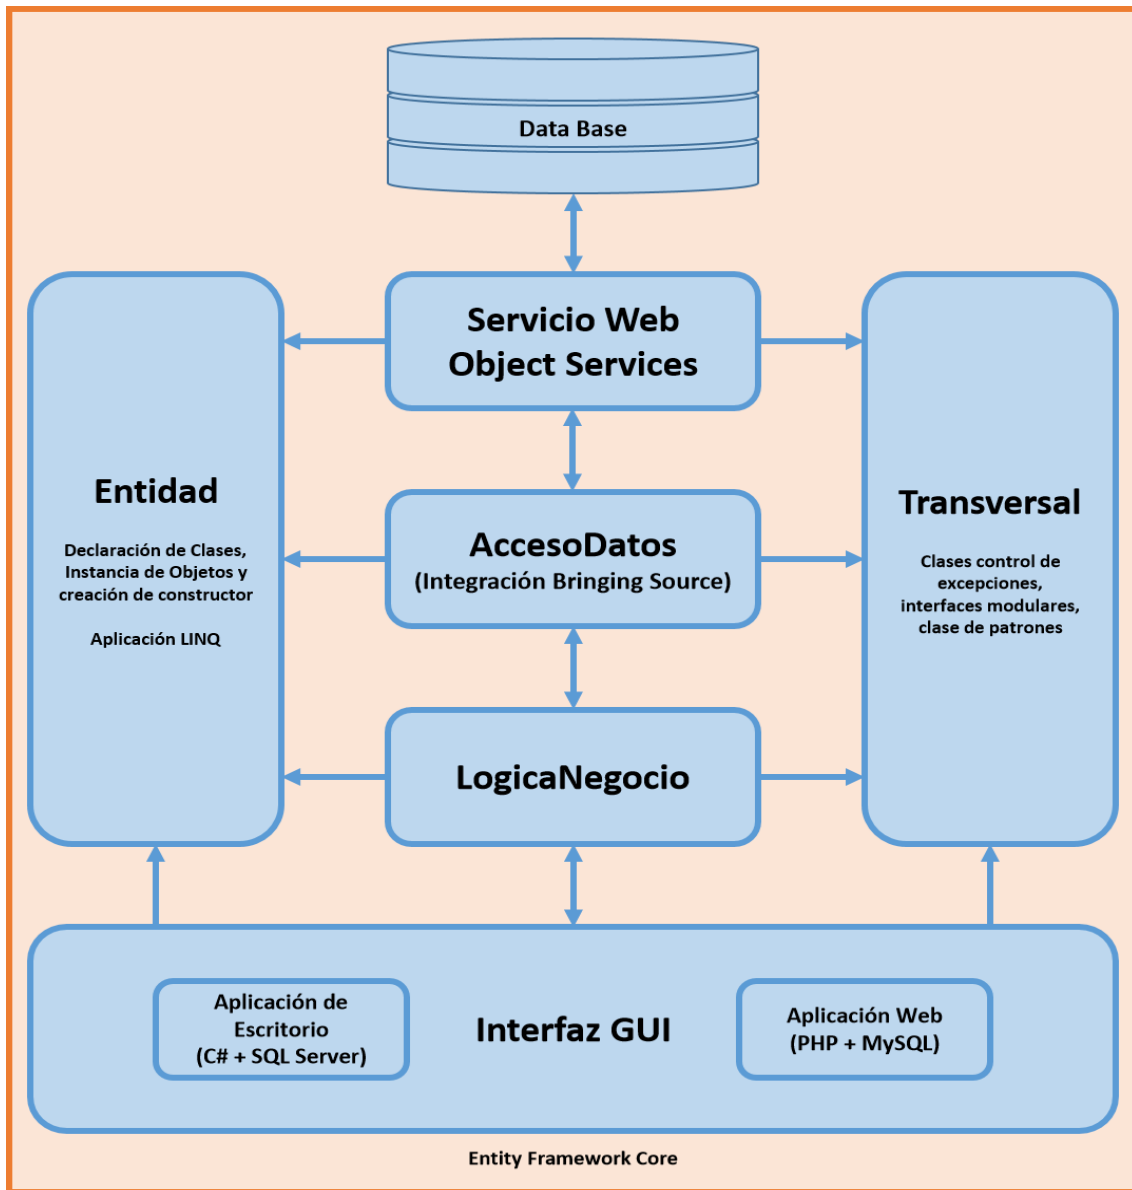 Data Base
Servicio Web
Object Services
Entidad
Declaración de Clases,
Instancia de Objetos y
creación de constructor
Aplicación LINQ
AccesoDatos
(Integración Bringing Source)
Transversal
Clases control de
excepciones,
interfaces modulares,
clase de patrones
LogicaNegocio
Aplicación de
Escritorio
(C# + SQL Server)
Interfaz GUI
Aplicación Web
(PHP + MySQL)
Entity Framework Core